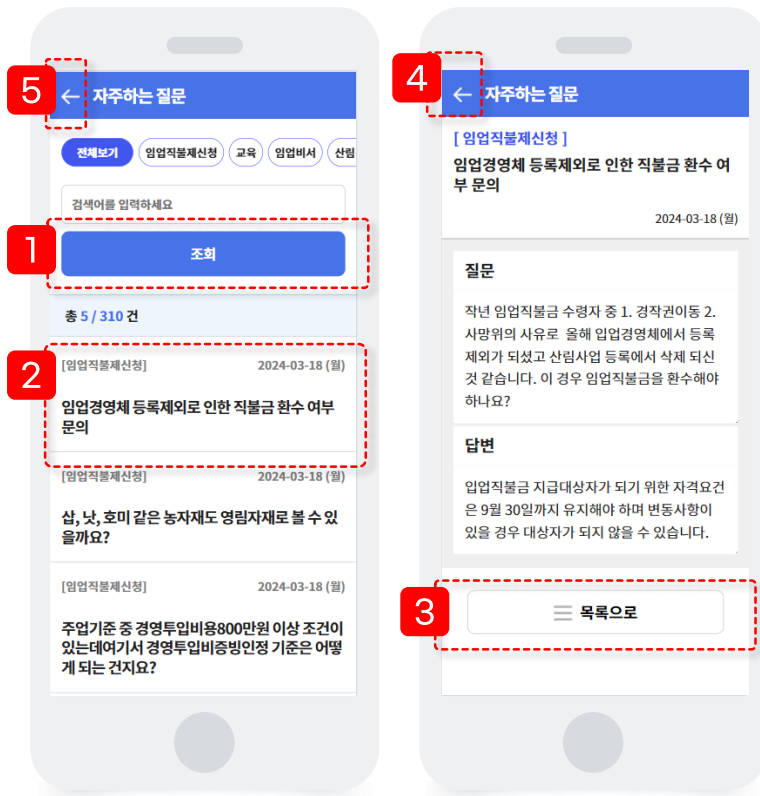 5
← 자주하는 질문
전체보기 임업직불제신청 교육 임업비서 산림
검색어를 입력하세요
1
조회
총 5 / 310 건
2
[임업직불제신청] 2024-03-18 (월)
임업경영체 등록제외로 인한 직불금 환수 여부
문의
[임업직불제신청] 2024-03-18 (월)
삽, 낫, 호미 같은 농자재도 영림자재로 볼 수 있
을까요?
[임업직불제신청] 2024-03-18 (월)
주업기준 중 경영투입비용800만원 이상 조건이
있는데여기서 경영투입비증빙인정 기준은 어떻
게 되는 건지요?
4
← 자주하는 질문
[ 임업직불제신청 ]
임업경영체 등록제외로 인한 직불금 환수 여
부 문의
2024-03-18 (월)
질문
작년 임업직불금 수령자 중 1. 경작권이동 2.
사망위의 사유로 올해 입업경영체에서 등록
제외가 되셨고 산림사업 등록에서 삭제 되신
것 같습니다. 이 경우 임업직불금을 환수해야
하나요?
답변
입업직불금 지급대상자가 되기 위한 자격요건
은 9월 30일까지 유지해야 하며 변동사항이
있을 경우 대상자가 되지 않을 수 있습니다.
3
목록으로